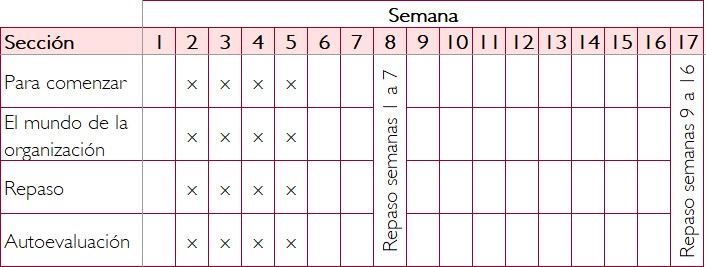 Semana
Sección 1 2 3 4 5 6 7 8 9 10 11 12 13 14 15 16 17
Para comenzar × × × ×
El mundo de la
organización × × × ×
Repaso × × × ×
Autoevaluación × × × ×
Repaso semanas 1 a 7
Repaso semanas 9 a 16